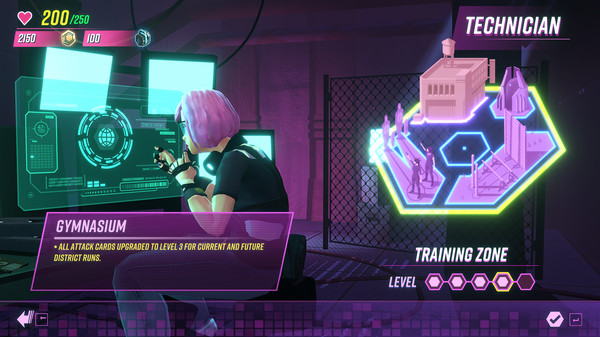 200/250
2150 100
TECHNICIAN
GYMNASIUM
• ALL ATTACK CARDS UPGRADED TO LEVEL 3 FOR CURRENT AND FUTURE
DISTRICT RUNS.
TRAINING ZONE
LEVEL